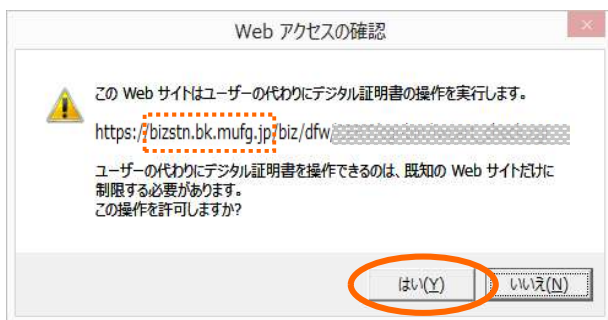 Web アクセスの確認
この Web サイトはユーザーの代わりにデジタル証明書の操作を実行します。
https://bizstn.bk.mufg.jp/biz/dfw/
ユーザーの代わりにデジタル証明書を操作できるのは、既知の Web サイトだけに
制限する必要があります。
この操作を許可しますか?
はい(Y) いいえ(N)